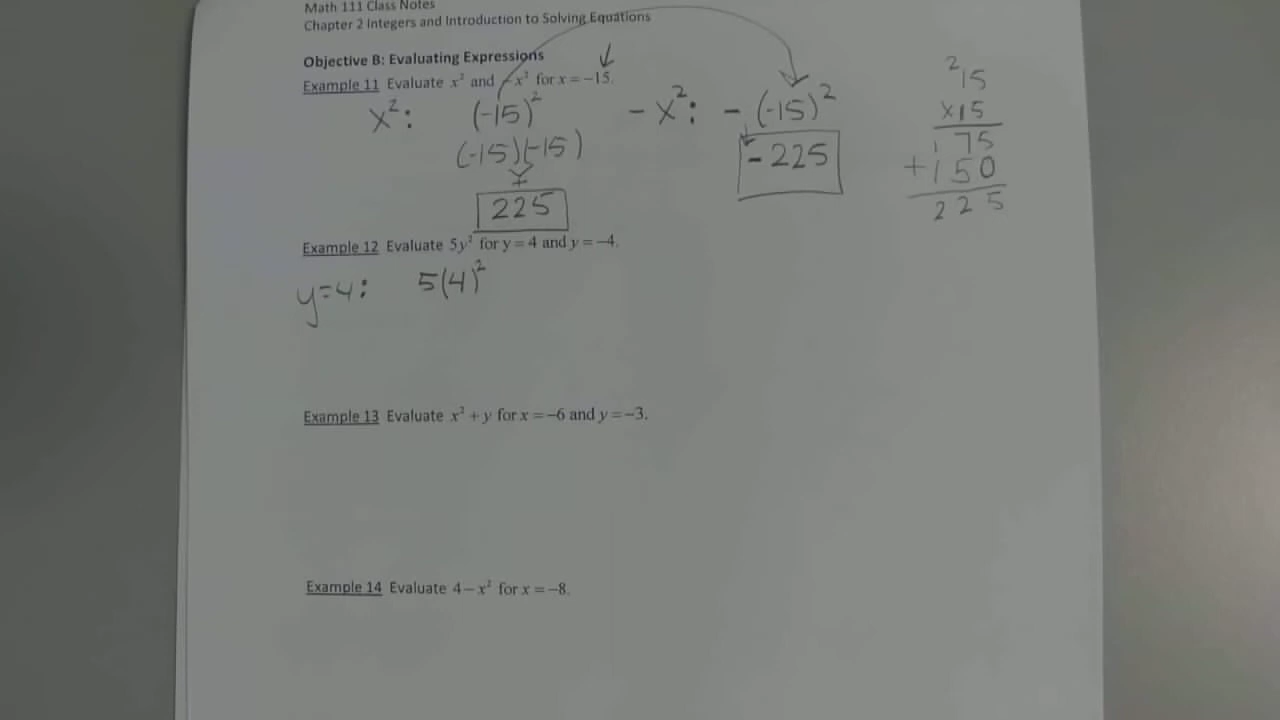 Math 111 Class Notes
Chapter 2 Integers and Introduction to Solving Equations
Objective B: Evaluating Expressions
Example 11 Evaluate x² and −x² for x = −15.
x²: (-15)² - x²: - (-15)²
(-15)(-15) - 225
+
225
²15
x15
175
+150
225
Example 12 Evaluate 5y² for y = 4 and y = −4.
y=4: 5(4)²
Example 13 Evaluate x² + y for x = −6 and y = −3.
Example 14 Evaluate 4 − x² for x = −8.